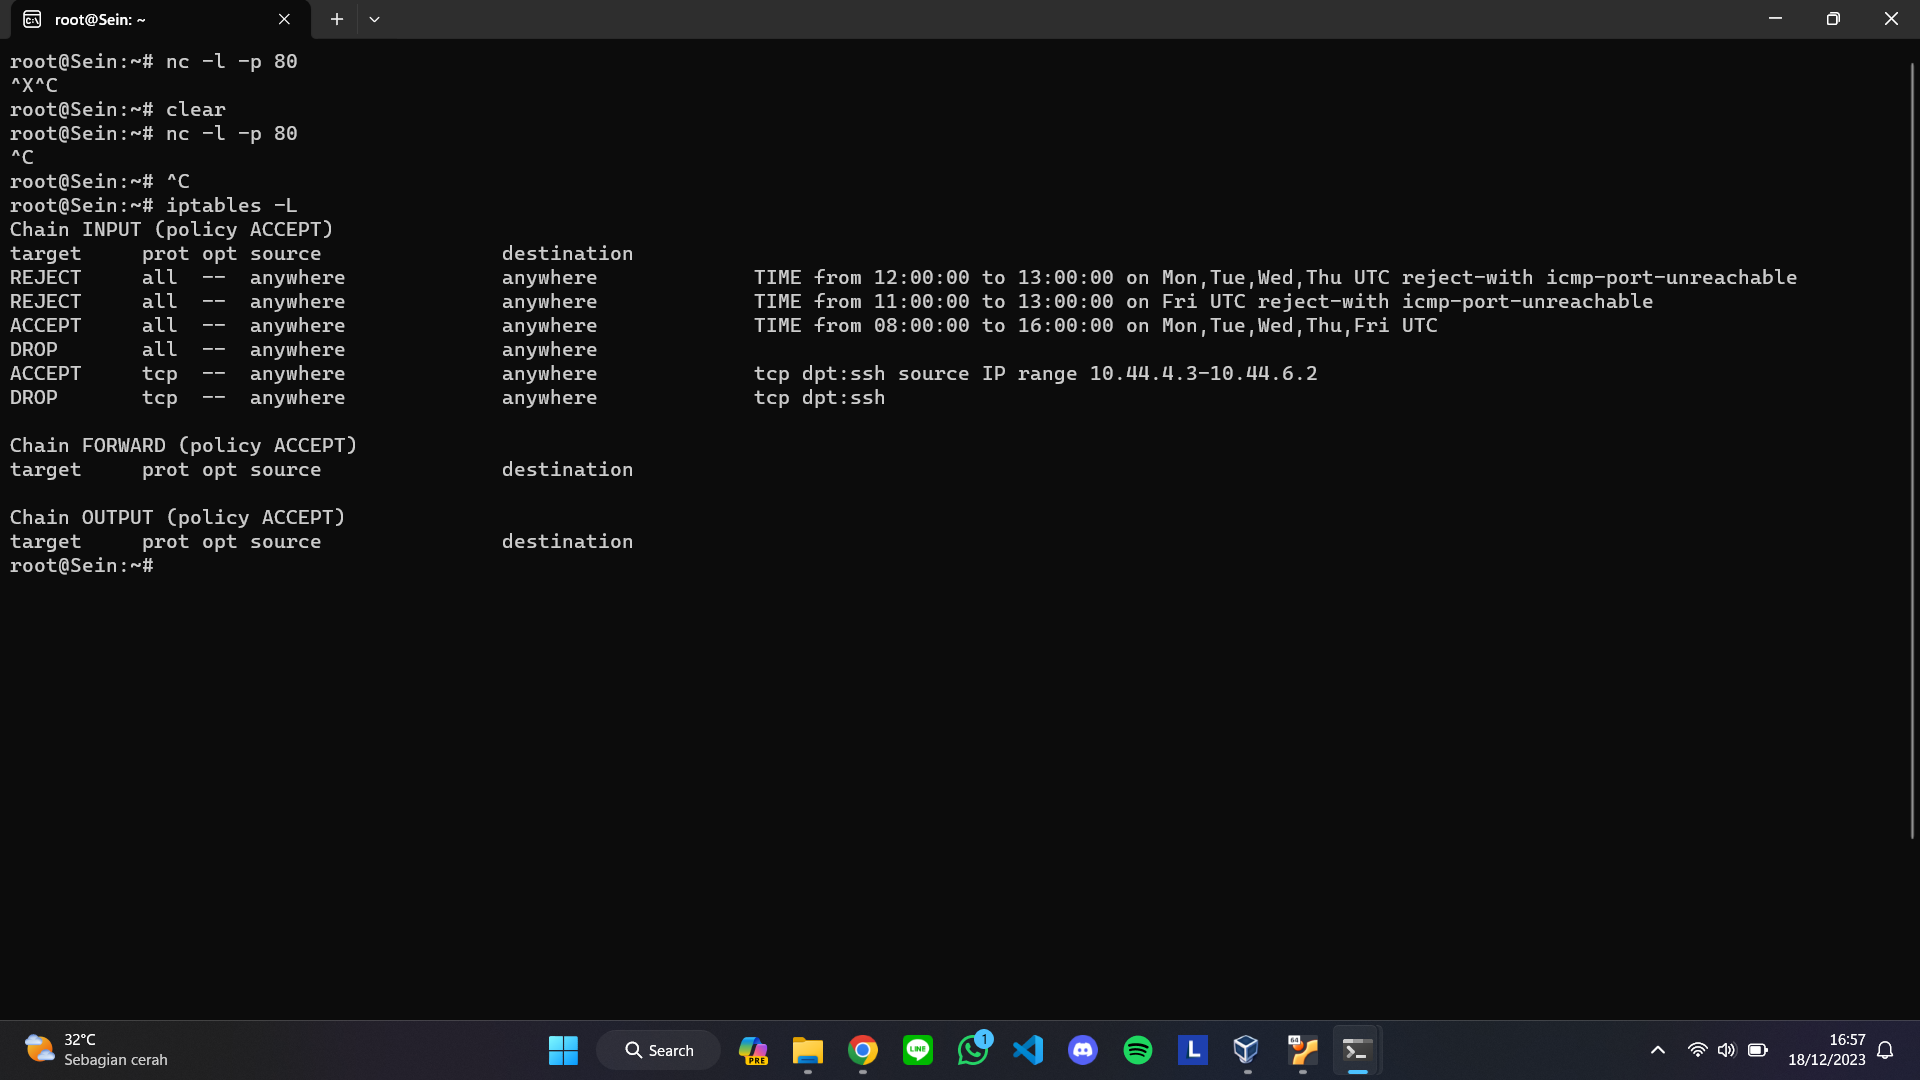 root@Sein: ~
root@Sein:~# nc -l -p 80
^X^C
root@Sein:~# clear
root@Sein:~# nc -l -p 80
^C
root@Sein:~# ^C
root@Sein:~# iptables -L
Chain INPUT (policy ACCEPT)
target     prot opt source               destination
REJECT     all  --  anywhere             anywhere             TIME from 12:00:00 to 13:00:00 on Mon,Tue,Wed,Thu UTC reject-with icmp-port-unreachable
REJECT     all  --  anywhere             anywhere             TIME from 11:00:00 to 13:00:00 on Fri UTC reject-with icmp-port-unreachable
ACCEPT     all  --  anywhere             anywhere             TIME from 08:00:00 to 16:00:00 on Mon,Tue,Wed,Thu,Fri UTC
DROP       all  --  anywhere             anywhere
ACCEPT     tcp  --  anywhere             anywhere             tcp dpt:ssh source IP range 10.44.4.3-10.44.6.2
DROP       tcp  --  anywhere             anywhere             tcp dpt:ssh
Chain FORWARD (policy ACCEPT)
target     prot opt source               destination
Chain OUTPUT (policy ACCEPT)
target     prot opt source               destination
root@Sein:~#
32°C
Sebagian cerah
Search
PRE
LINE
1
L
64
16:57
18/12/2023